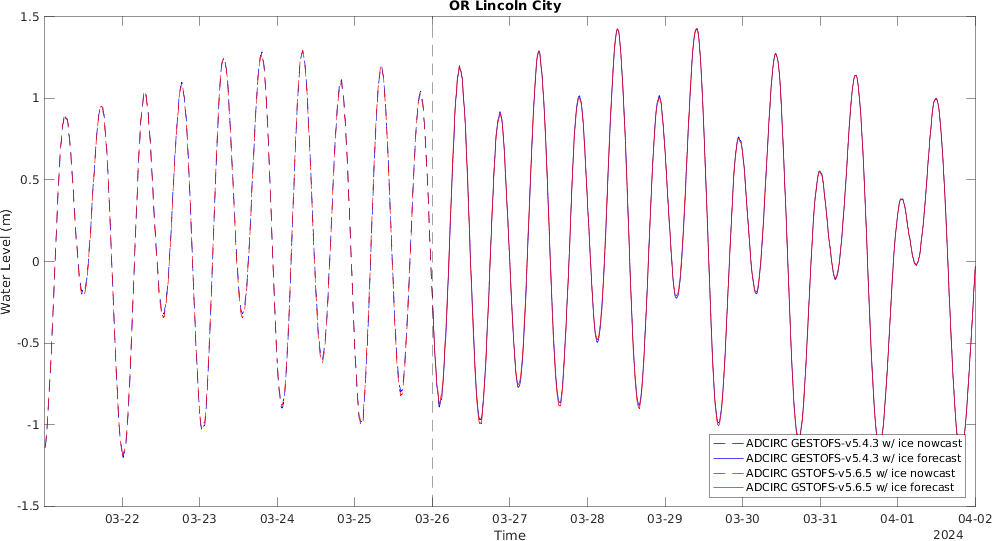 OR Lincoln City
1.5
1
0.5
0
-0.5
-1
-1.5
Water Level (m)
03-22 03-23 03-24 03-25 03-26 03-27 03-28 03-29 03-30 03-31 04-01 04-02
Time
2024
ADCIRC GESTOFS-v5.4.3 w/ ice nowcast
ADCIRC GESTOFS-v5.4.3 w/ ice forecast
ADCIRC GSTOFS-v5.6.5 w/ ice nowcast
ADCIRC GSTOFS-v5.6.5 w/ ice forecast